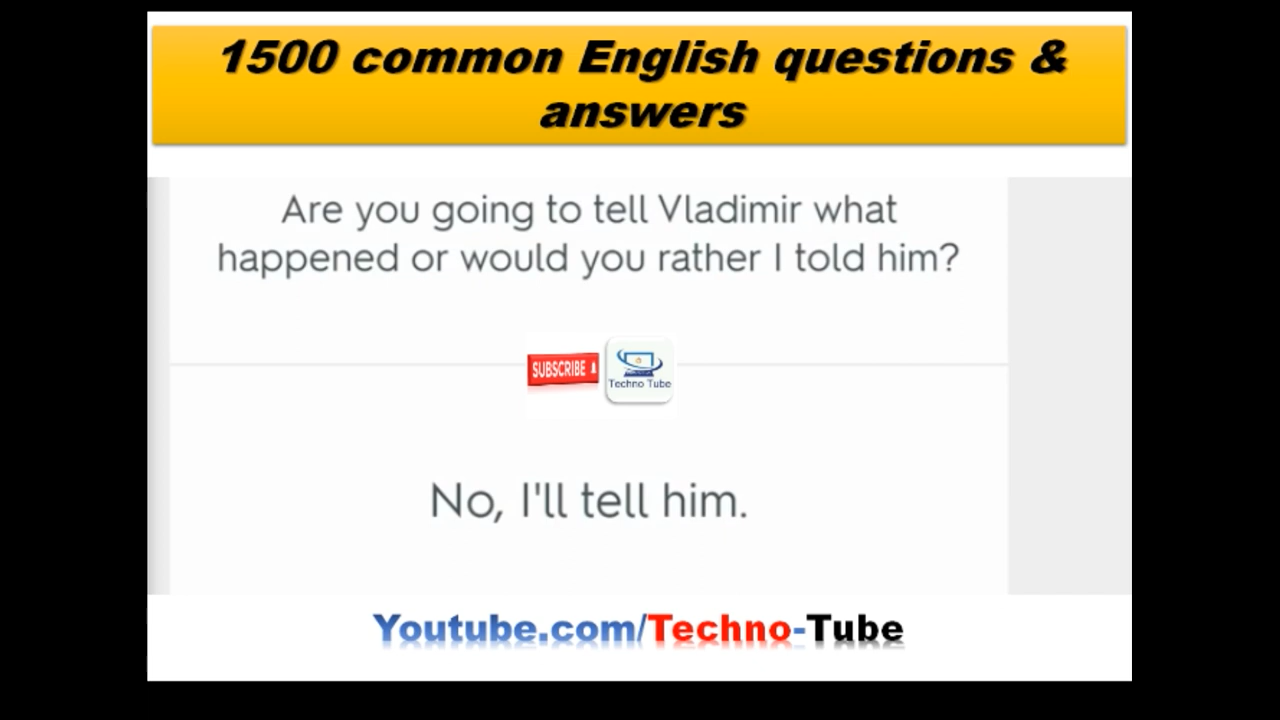 1500 common English questions &
answers
Are you going to tell Vladimir what
happened or would you rather I told him?
SUBSCRIBE
Techno Tube
No, I'll tell him.
Youtube.com/Techno-Tube